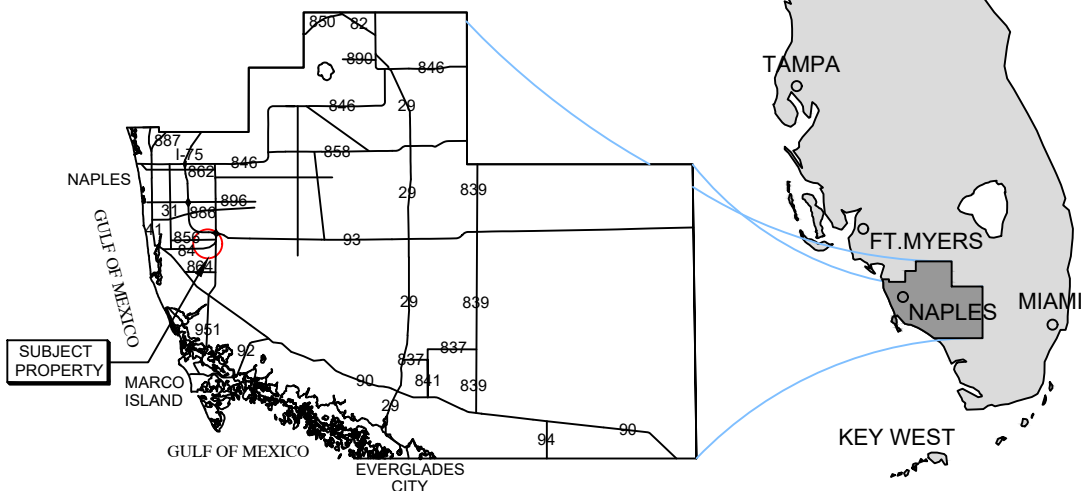 850
82
890
846
846
29
887
I-75
846
858
862
NAPLES
896
29
839
31
886
41
856
84
93
864
GULF OF MEXICO
951
29
839
SUBJECT
PROPERTY
92
837
837
MARCO
ISLAND
90
841
839
29
90
94
GULF OF MEXICO
EVERGLADES
CITY
TAMPA
FT.MYERS
NAPLES
MIAMI
KEY WEST